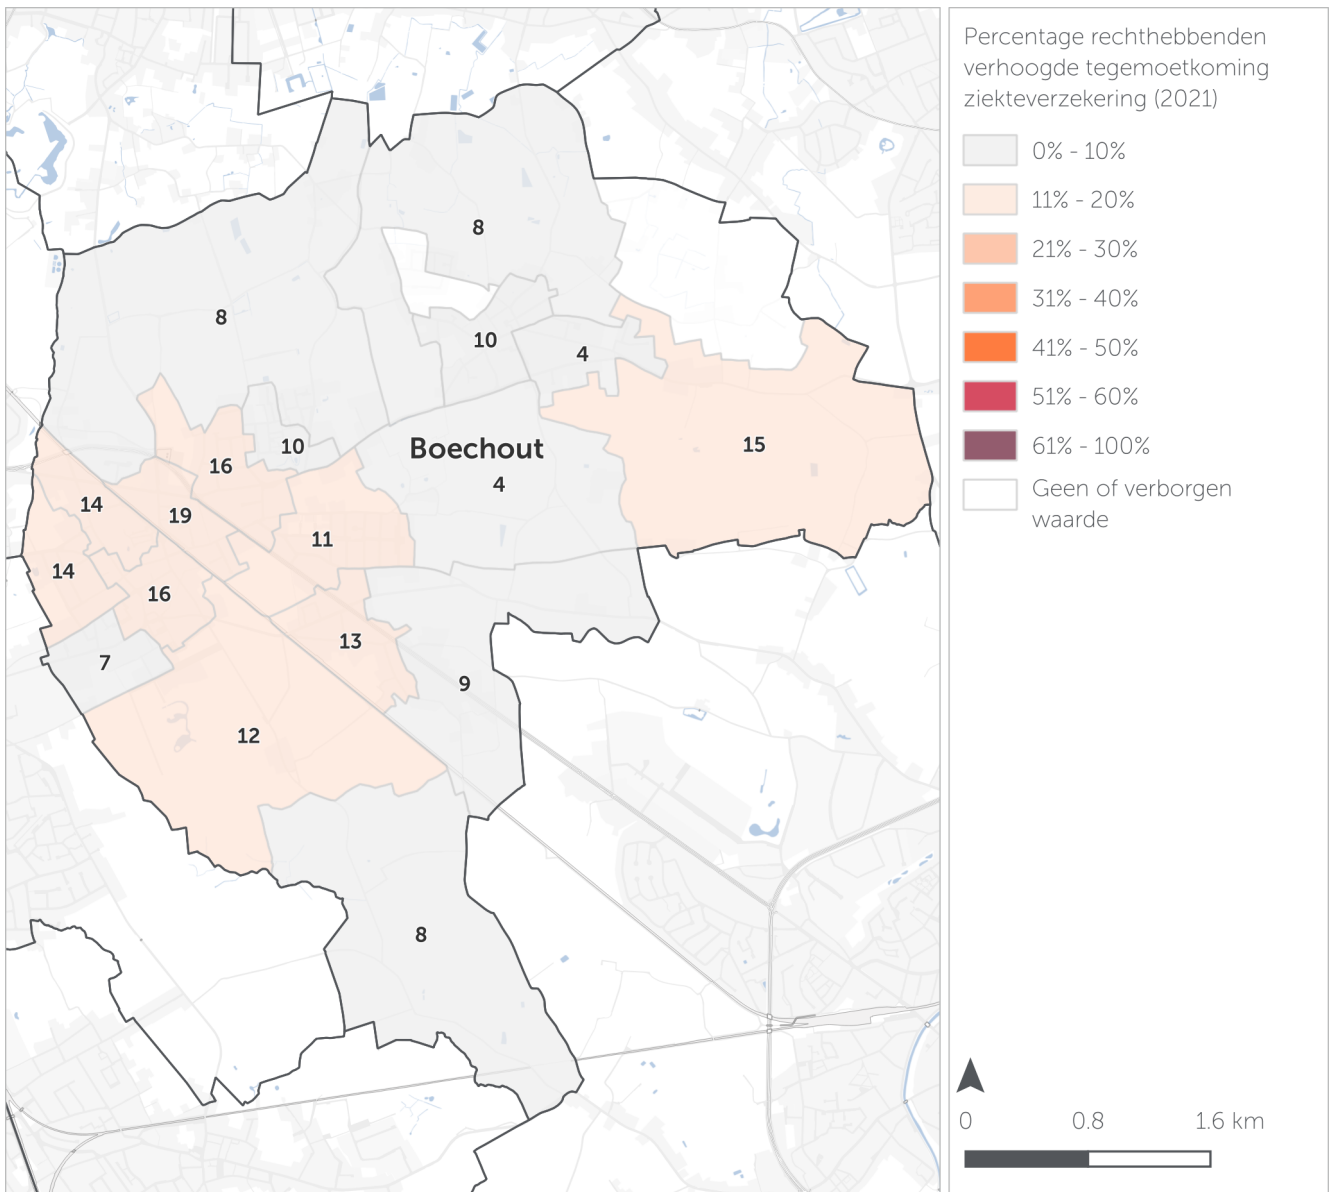 Percentage rechthebbenden
verhoogde tegemoetkoming
ziekteverzekering (2021)
0% - 10%
11% - 20%
21% - 30%
31% - 40%
41% - 50%
51% - 60%
61% - 100%
Geen of verborgen
waarde
8
8
10
4
10
Boechout
4
15
16
14
19
11
14
16
13
7
9
12
8
0 0.8 1.6 km